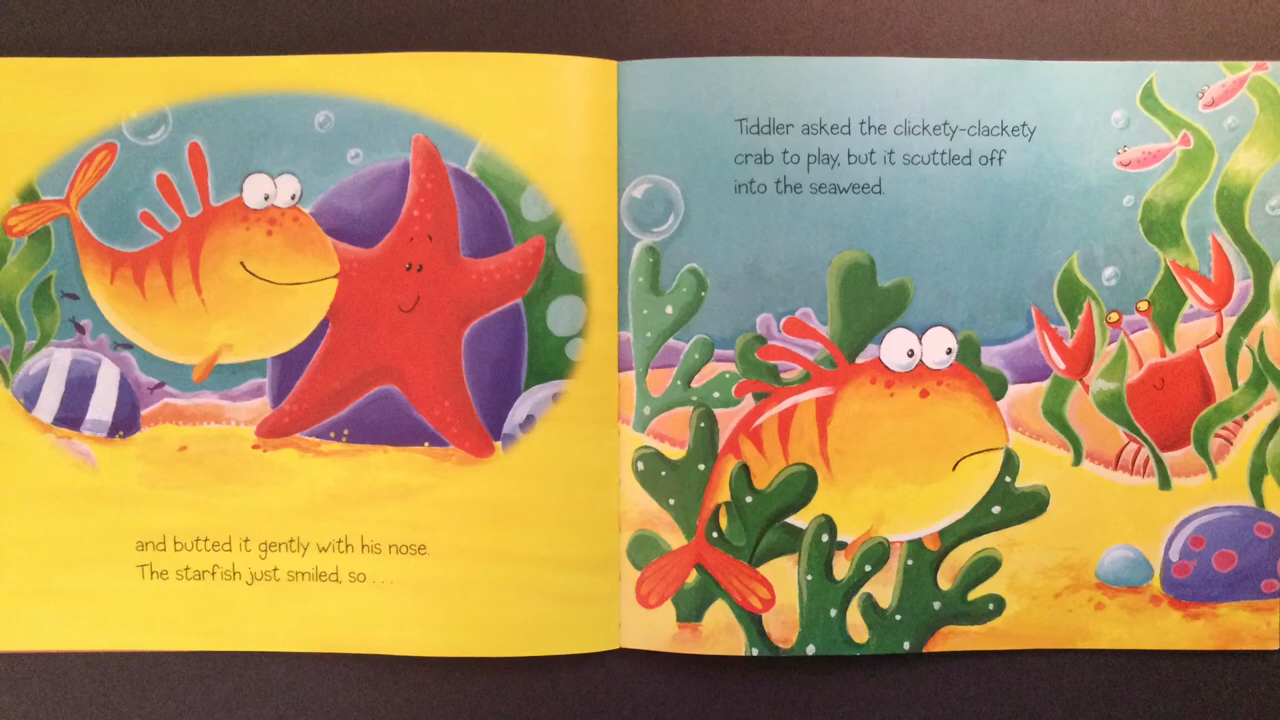 and butted it gently with his nose.
The starfish just smiled, so . . .
Tiddler asked the clickety-clackety
crab to play, but it scuttled off
into the seaweed.